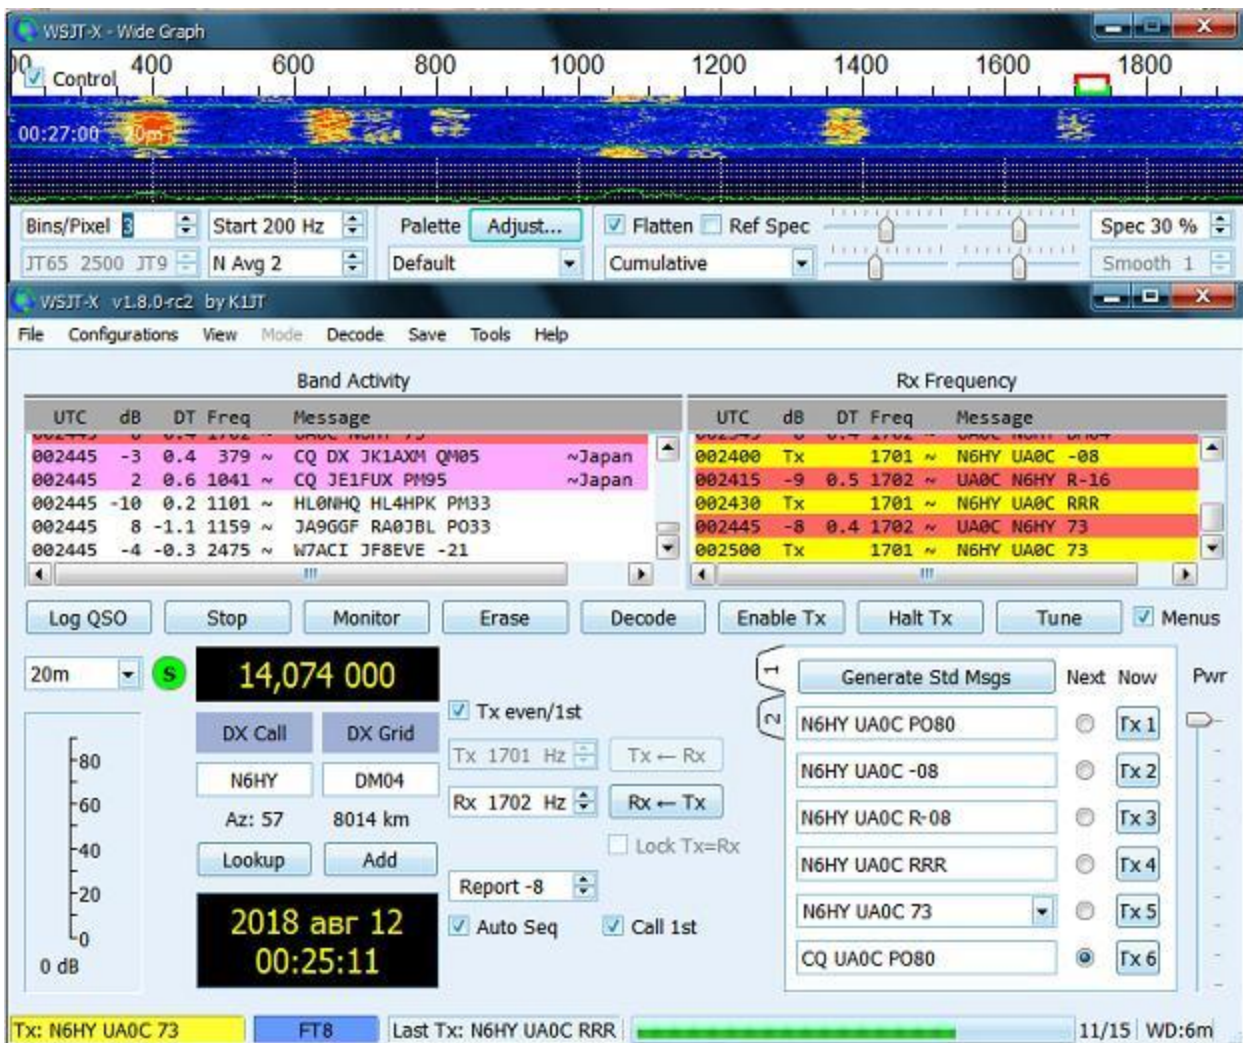 WSJT-X - Wide Graph
Control 400 600 800 1000 1200 1400 1600 1800
00:27:00 20m
Bins/Pixel 3 Start 200 Hz Palette Adjust... Flatten Ref Spec Spec 30 %
JT65 2500 JT9 N Avg 2 Default Cumulative Smooth 1
WSJT-X v1.8.0-rc2 by K1JT
File Configurations View Mode Decode Save Tools Help
Band Activity Rx Frequency
UTC dB DT Freq Message UTC dB DT Freq Message
002445 -3 0.4 379 ~ CQ DX JK1AXM QM05 ~Japan 002400 Tx 1701 ~ N6HY UA0C -08
002445 2 0.6 1041 ~ CQ JE1FUX PM95 ~Japan 002415 -9 0.5 1702 ~ UA0C N6HY R-16
002445 -10 0.2 1101 ~ HL0NHQ HL4HPK PM33 002430 Tx 1701 ~ N6HY UA0C RRR
002445 8 -1.1 1159 ~ JA9GGF RA0JBL PO33 002445 -8 0.4 1702 ~ UA0C N6HY 73
002445 -4 -0.3 2475 ~ W7ACI JF8EVE -21 002500 Tx 1701 ~ N6HY UA0C 73
Log QSO Stop Monitor Erase Decode Enable Tx Halt Tx Tune Menus
20m S 14,074 000 1 Generate Std Msgs Next Now Pwr
Tx even/1st 2 N6HY UA0C PO80 Tx 1
DX Call DX Grid
80 Tx 1701 Hz Tx ← Rx N6HY UA0C -08 Tx 2
N6HY DM04
60 Az: 57 8014 km Rx 1702 Hz Rx ← Tx N6HY UA0C R-08 Tx 3
40 Lookup Add Lock Tx=Rx N6HY UA0C RRR Tx 4
20 Report -8
2018 авг 12 Auto Seq Call 1st N6HY UA0C 73 Tx 5
0
0 dB 00:25:11 CQ UA0C PO80 Tx 6
Tx: N6HY UA0C 73 FT8 Last Tx: N6HY UA0C RRR 11/15 WD:6m